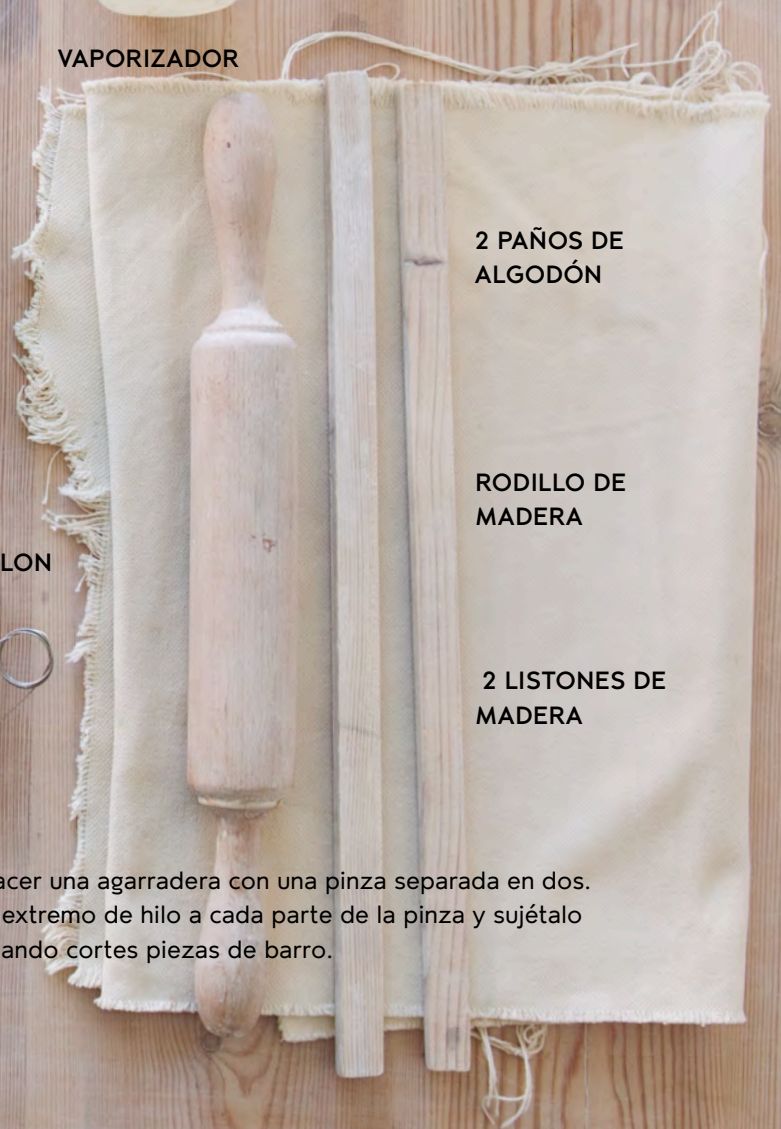 VAPORIZADOR
2 PAÑOS DE
ALGODÓN
RODILLO DE
MADERA
LON
2 LISTONES DE
MADERA
acer una agarradera con una pinza separada en dos.
extremo de hilo a cada parte de la pinza y sujétalo
ando cortes piezas de barro.